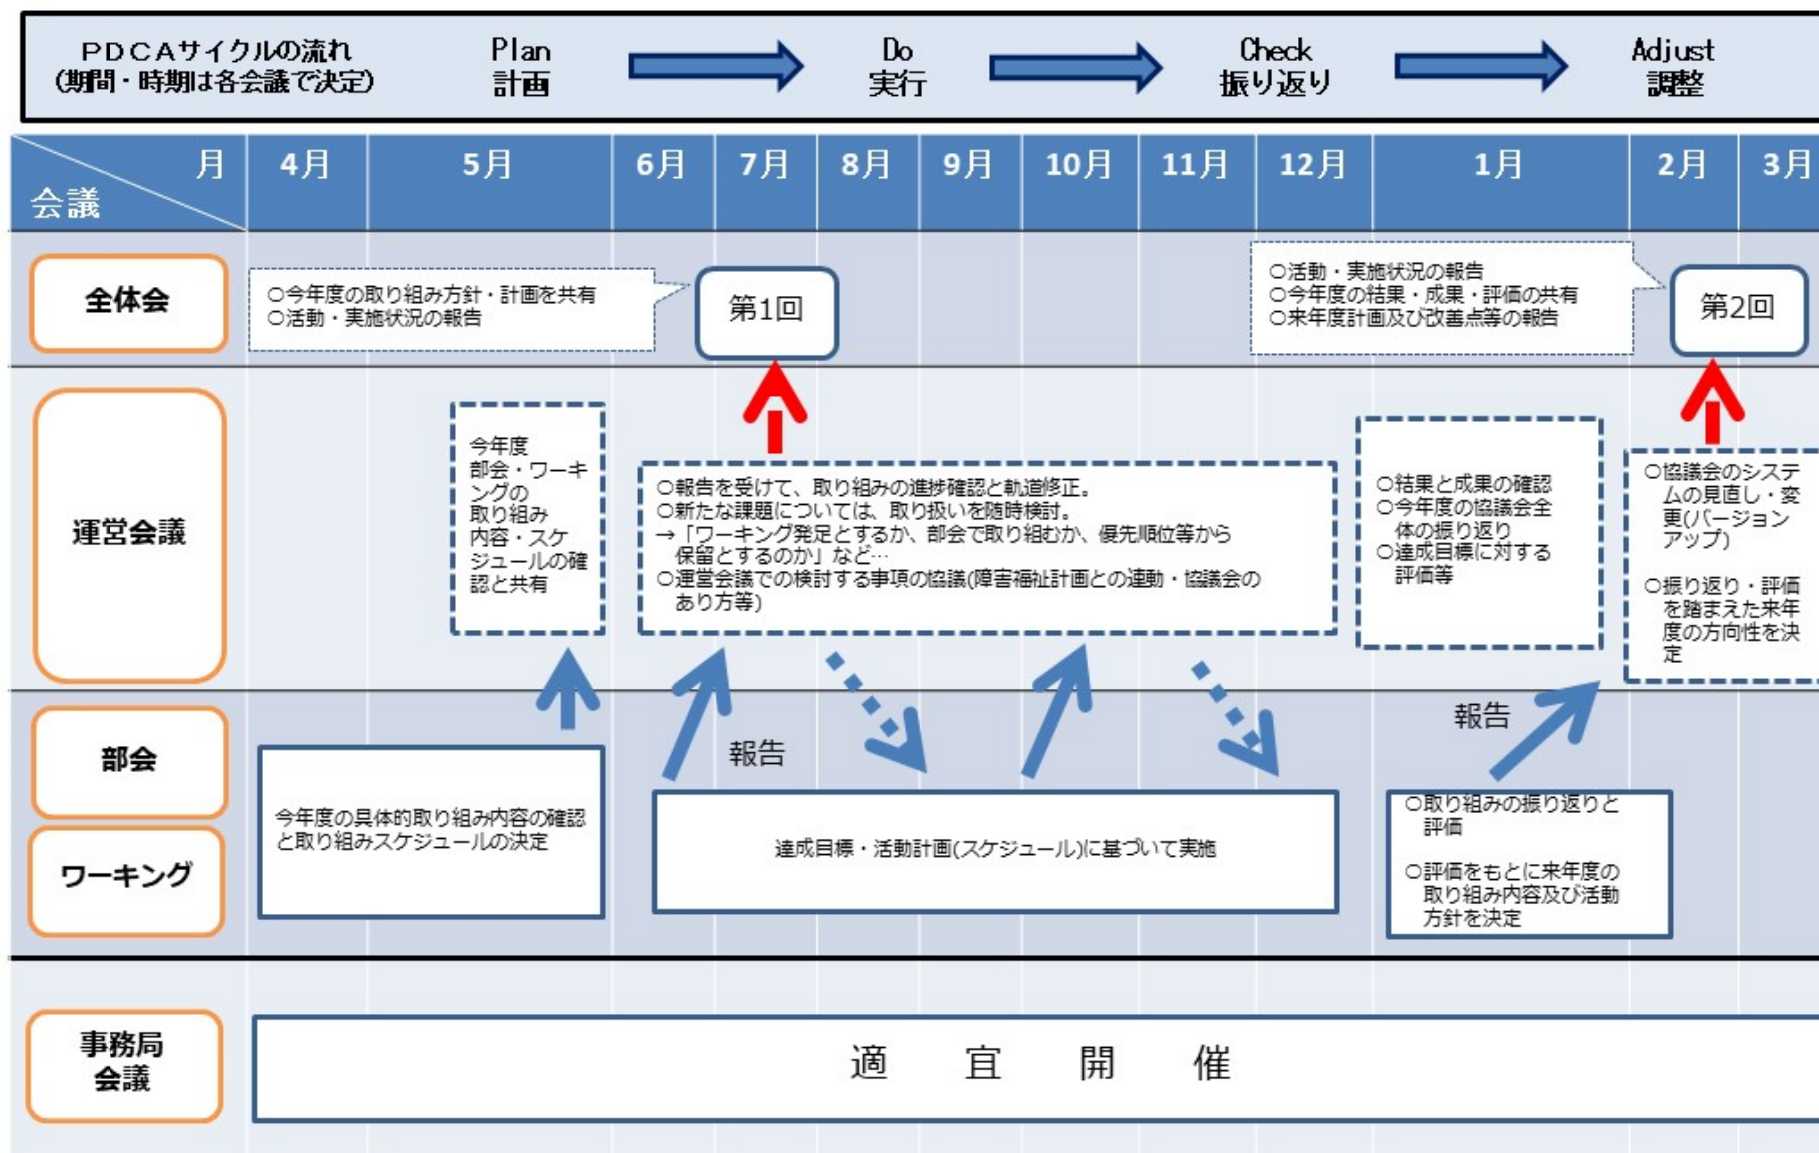 ＰＤＣＡサイクルの流れ
(期間・時期は各会議で決定)
Plan
計画
Do
実行
Check
振り返り
Adjust
調整
月
会議
4月
5月
6月
7月
8月
9月
10月
11月
12月
1月
2月
3月
全体会
○今年度の取り組み方針・計画を共有
○活動・実施状況の報告
第1回
○活動・実施状況の報告
○今年度の結果・成果・評価の共有
○来年度計画及び改善点等の報告
第2回
運営会議
今年度
部会・ワーキ
ングの
取り組み
内容・スケ
ジュールの確
認と共有
○報告を受けて、取り組みの進捗確認と軌道修正。
○新たな課題については、取り扱いを随時検討。
→「ワーキング発足とするか、部会で取り組むか、優先順位等から
保留とするのか」など…
○運営会議での検討する事項の協議(障害福祉計画との連動・協議会の
あり方等)
○結果と成果の確認
○今年度の協議会全
体の振り返り
○達成目標に対する
評価等
○協議会のシステ
ムの見直し・変
更(バージョン
アップ)
○振り返り・評価
を踏まえた来年
度の方向性を決
定
部会
ワーキング
今年度の具体的取り組み内容の確認
と取り組みスケジュールの決定
報告
達成目標・活動計画(スケジュール)に基づいて実施
報告
○取り組みの振り返りと
評価
○評価をもとに来年度の
取り組み内容及び活動
方針を決定
事務局
会議
適　宜　開　催